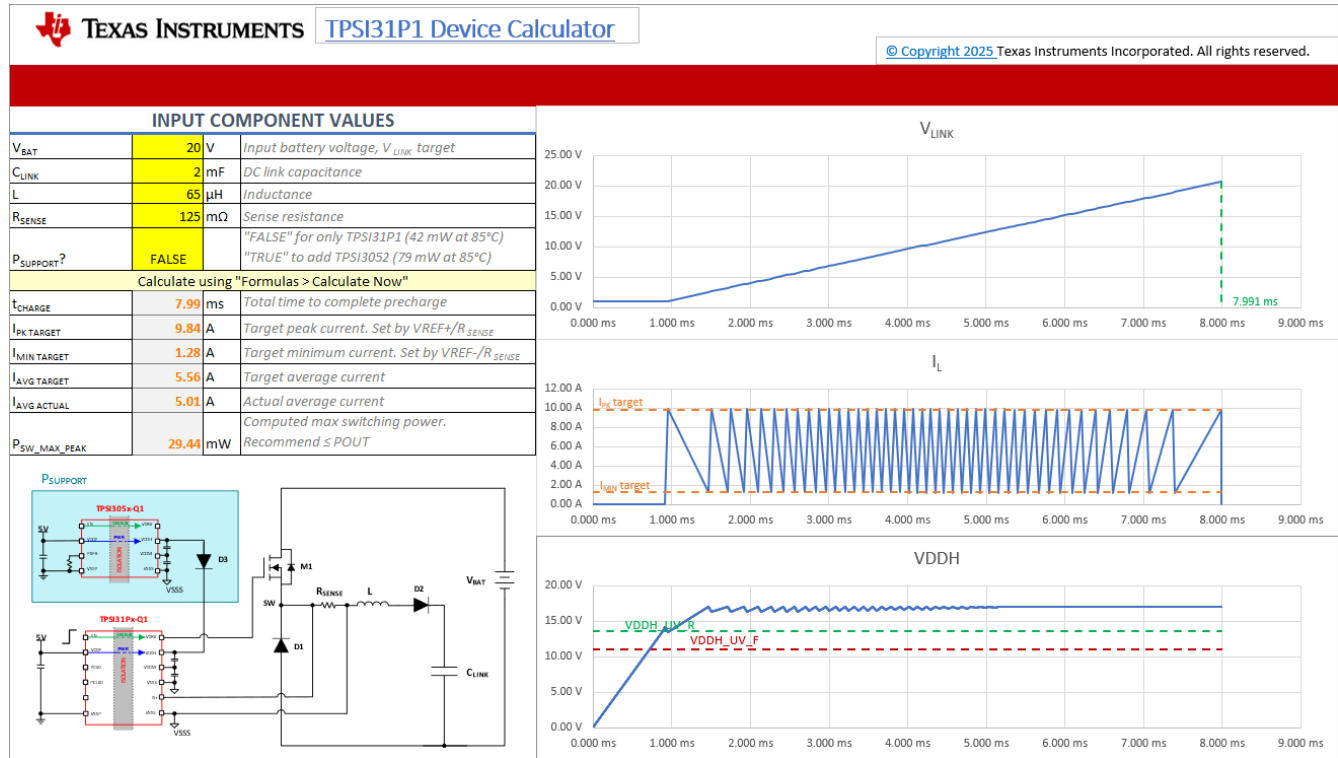 TEXAS INSTRUMENTS
TPSI31P1 Device Calculator
© Copyright 2025 Texas Instruments Incorporated. All rights reserved.
INPUT COMPONENT VALUES
VBAT 20 V Input battery voltage, VLINK target
CLINK 2 mF DC link capacitance
L 65 µH Inductance
RSENSE 125 mΩ Sense resistance
PSUPPORT? FALSE "FALSE" for only TPSI31P1 (42 mW at 85°C)
"TRUE" to add TPSI3052 (79 mW at 85°C)
Calculate using "Formulas > Calculate Now"
tCHARGE 7.99 ms Total time to complete precharge
IPK TARGET 9.84 A Target peak current. Set by VREF+/RSENSE
IMIN TARGET 1.28 A Target minimum current. Set by VREF-/RSENSE
IAVG TARGET 5.56 A Target average current
IAVG ACTUAL 5.01 A Actual average current
PSW_MAX_PEAK 29.44 mW Computed max switching power.
Recommend ≤ POUT
PSUPPORT
TPSI305x-Q1
5V
ISOLATION
PWR
VSSS
D3
TPSI31Px-Q1
5V
ISOLATION
PWR
VSSS
M1
SW
RSENSE
L
D2
D1
VBAT
CLINK
VLINK
25.00 V
20.00 V
15.00 V
10.00 V
5.00 V
0.00 V
7.991 ms
0.000 ms 1.000 ms 2.000 ms 3.000 ms 4.000 ms 5.000 ms 6.000 ms 7.000 ms 8.000 ms 9.000 ms
IL
12.00 A
10.00 A
8.00 A
6.00 A
4.00 A
2.00 A
0.00 A
IPK target
IMIN target
0.000 ms 1.000 ms 2.000 ms 3.000 ms 4.000 ms 5.000 ms 6.000 ms 7.000 ms 8.000 ms 9.000 ms
VDDH
20.00 V
15.00 V
10.00 V
5.00 V
0.00 V
VDDH_UV_R
VDDH_UV_F
0.000 ms 1.000 ms 2.000 ms 3.000 ms 4.000 ms 5.000 ms 6.000 ms 7.000 ms 8.000 ms 9.000 ms